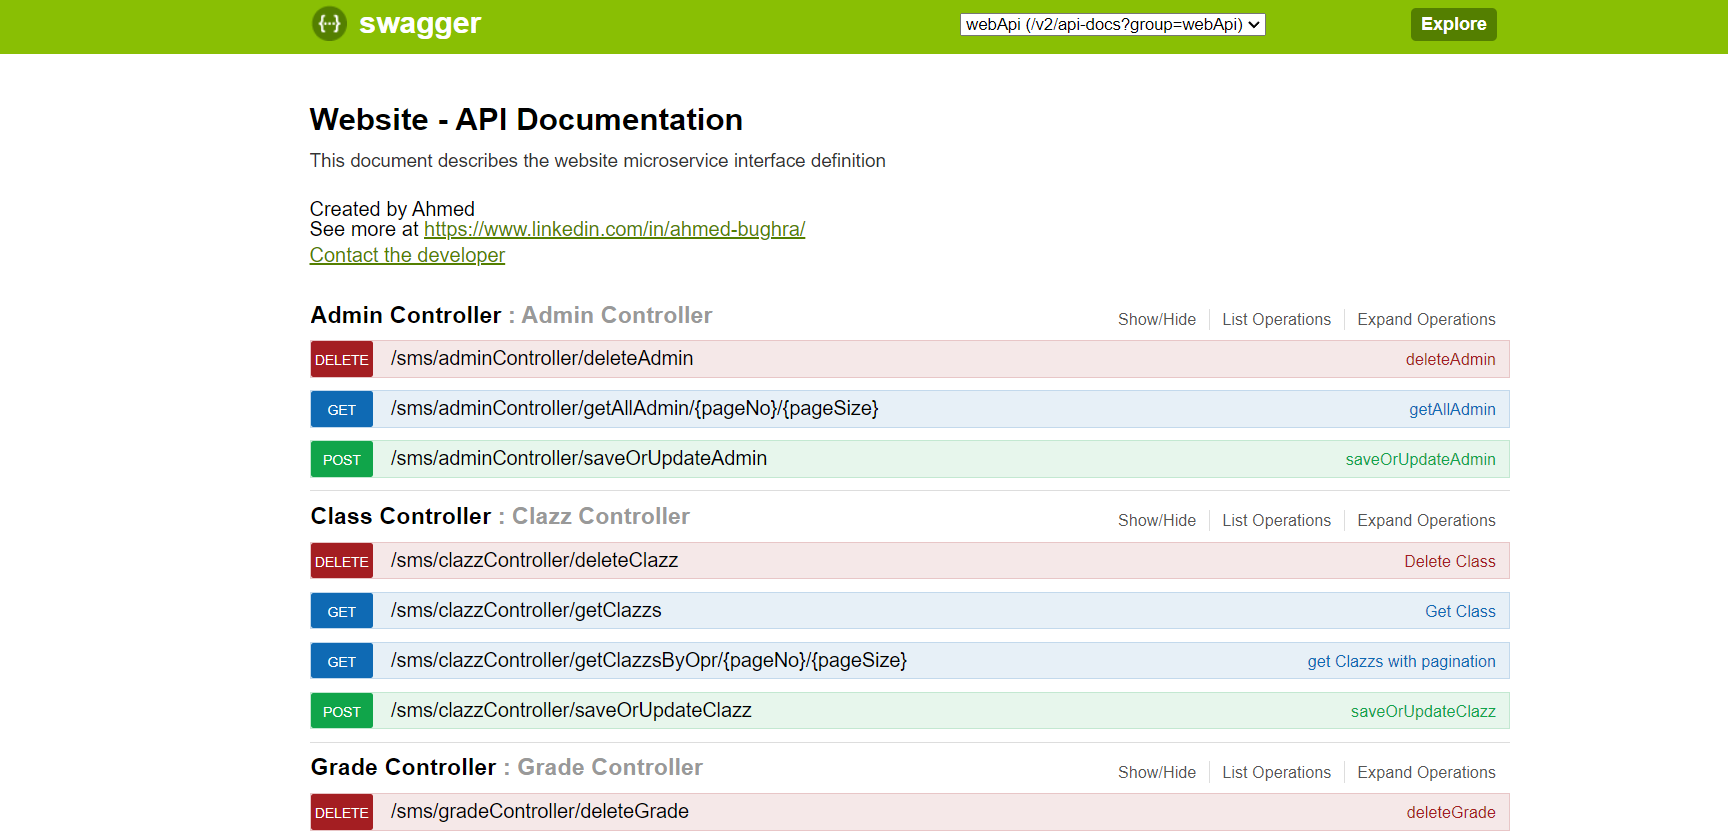 {···} swagger webApi (/v2/api-docs?group=webApi) Explore
Website - API Documentation
This document describes the website microservice interface definition
Created by Ahmed
See more at https://www.linkedin.com/in/ahmed-bughra/
Contact the developer
Admin Controller : Admin Controller Show/Hide List Operations Expand Operations
DELETE /sms/adminController/deleteAdmin deleteAdmin
GET /sms/adminController/getAllAdmin/{pageNo}/{pageSize} getAllAdmin
POST /sms/adminController/saveOrUpdateAdmin saveOrUpdateAdmin
Class Controller : Clazz Controller Show/Hide List Operations Expand Operations
DELETE /sms/clazzController/deleteClazz Delete Class
GET /sms/clazzController/getClazzs Get Class
GET /sms/clazzController/getClazzsByOpr/{pageNo}/{pageSize} get Clazzs with pagination
POST /sms/clazzController/saveOrUpdateClazz saveOrUpdateClazz
Grade Controller : Grade Controller Show/Hide List Operations Expand Operations
DELETE /sms/gradeController/deleteGrade deleteGrade